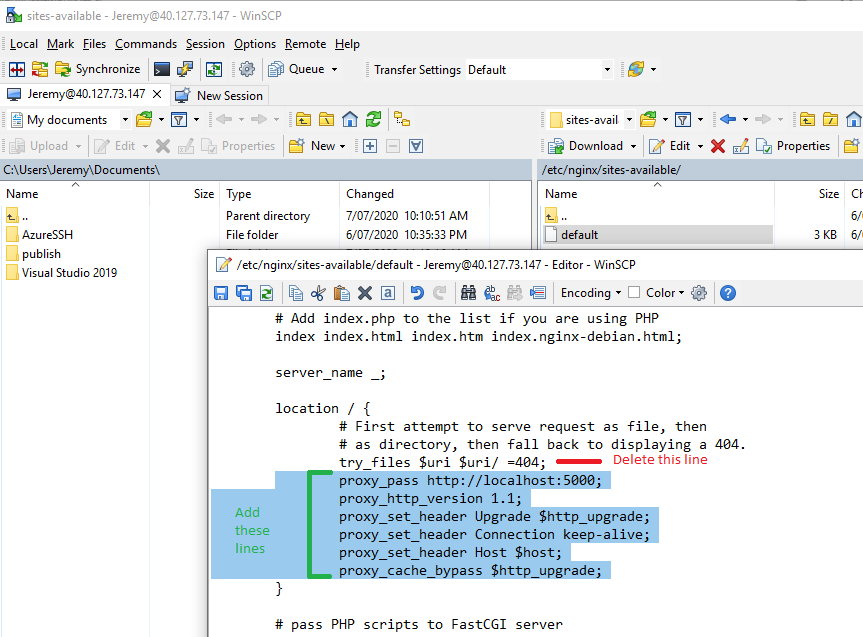 sites-available - Jeremy@40.127.73.147 - WinSCP
Local Mark Files Commands Session Options Remote Help
Synchronize Queue Transfer Settings Default
Jeremy@40.127.73.147 New Session
My documents sites-avail
Upload Edit Properties New Download Edit Properties
C:\Users\Jeremy\Documents\ /etc/nginx/sites-available/
Name Size Type Changed Name Size
.. Parent directory 7/07/2020 10:10:51 AM .. 6/0
AzureSSH File folder 6/07/2020 10:35:33 PM default 3 KB 6/0
publish
Visual Studio 2019
/etc/nginx/sites-available/default - Jeremy@40.127.73.147 - Editor - WinSCP
Encoding Color
# Add index.php to the list if you are using PHP
index index.html index.htm index.nginx-debian.html;
server_name _;
location / {
# First attempt to serve request as file, then
# as directory, then fall back to displaying a 404.
try_files $uri $uri/ =404; Delete this line
proxy_pass http://localhost:5000;
proxy_http_version 1.1;
Add
these
lines
proxy_set_header Upgrade $http_upgrade;
proxy_set_header Connection keep-alive;
proxy_set_header Host $host;
proxy_cache_bypass $http_upgrade;
}
# pass PHP scripts to FastCGI server